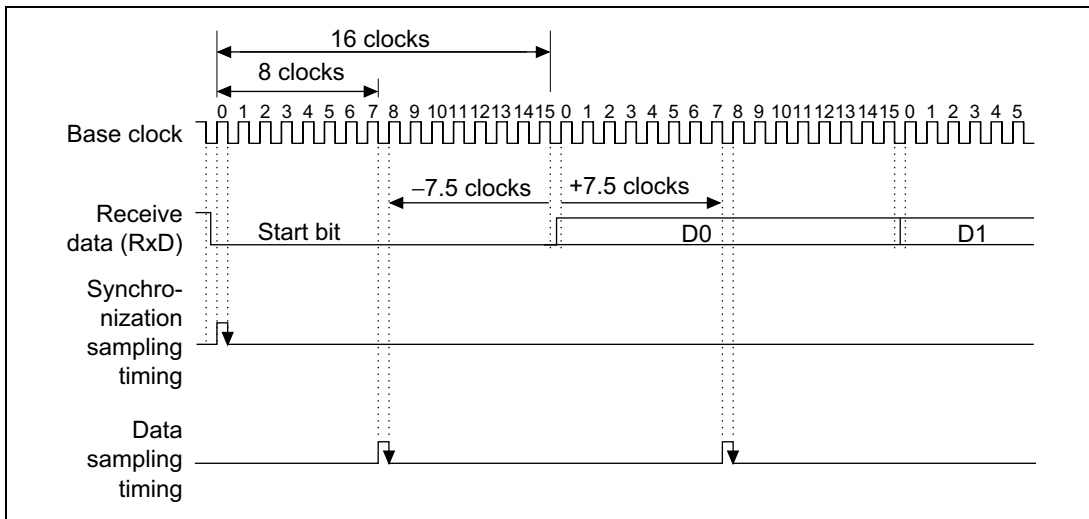 16 clocks
8 clocks
0 1 2 3 4 5 6 7 8 9 10 11 12 13 14 15 0 1 2 3 4 5 6 7 8 9 10 11 12 13 14 15 0 1 2 3 4 5
Base clock
–7.5 clocks +7.5 clocks
Receive
data (RxD)
Start bit D0 D1
Synchro-
nization
sampling
timing
Data
sampling
timing